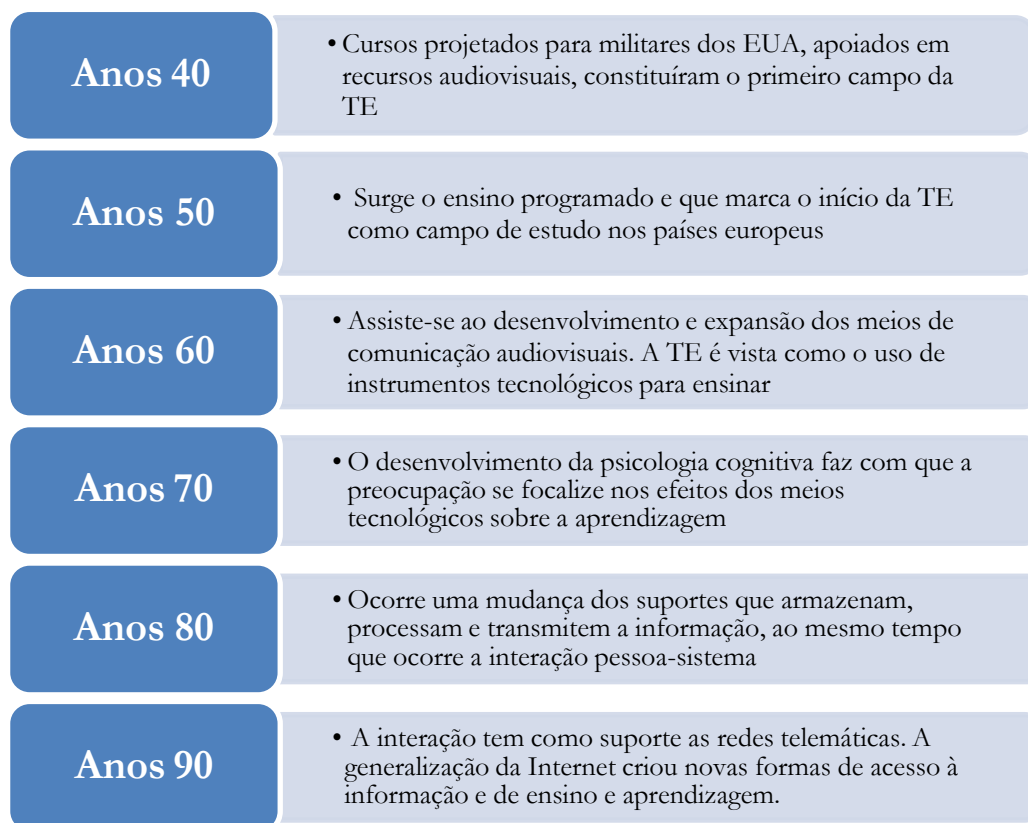 Anos 40
• Cursos projetados para militares dos EUA, apoiados em
recursos audiovisuais, constituíram o primeiro campo da
TE
Anos 50
• Surge o ensino programado e que marca o início da TE
como campo de estudo nos países europeus
Anos 60
• Assiste-se ao desenvolvimento e expansão dos meios de
comunicação audiovisuais. A TE é vista como o uso de
instrumentos tecnológicos para ensinar
Anos 70
• O desenvolvimento da psicologia cognitiva faz com que a
preocupação se focalize nos efeitos dos meios
tecnológicos sobre a aprendizagem
Anos 80
• Ocorre uma mudança dos suportes que armazenam,
processam e transmitem a informação, ao mesmo tempo
que ocorre a interação pessoa-sistema
Anos 90
• A interação tem como suporte as redes telemáticas. A
generalização da Internet criou novas formas de acesso à
informação e de ensino e aprendizagem.